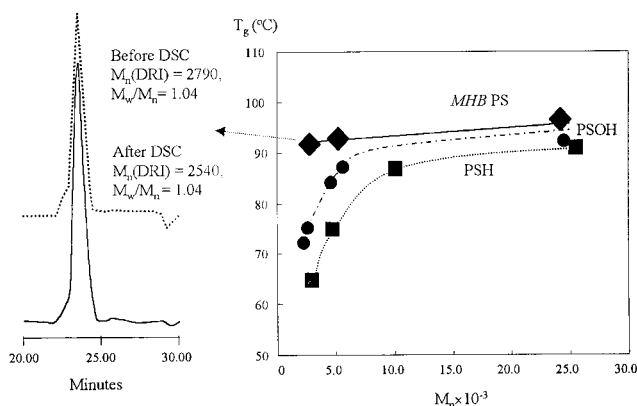 Before DSC
Mn(DRI) = 2790,
Mw/Mn = 1.04
After DSC
Mn(DRI) = 2540,
Mw/Mn = 1.04
20.00 25.00 30.00
Minutes
Tg (°C)
110
100
90
80
70
60
50
MHB PS
PSOH
PSH
0 5.0 10.0 15.0 20.0 25.0 30.0
Mn×10-3